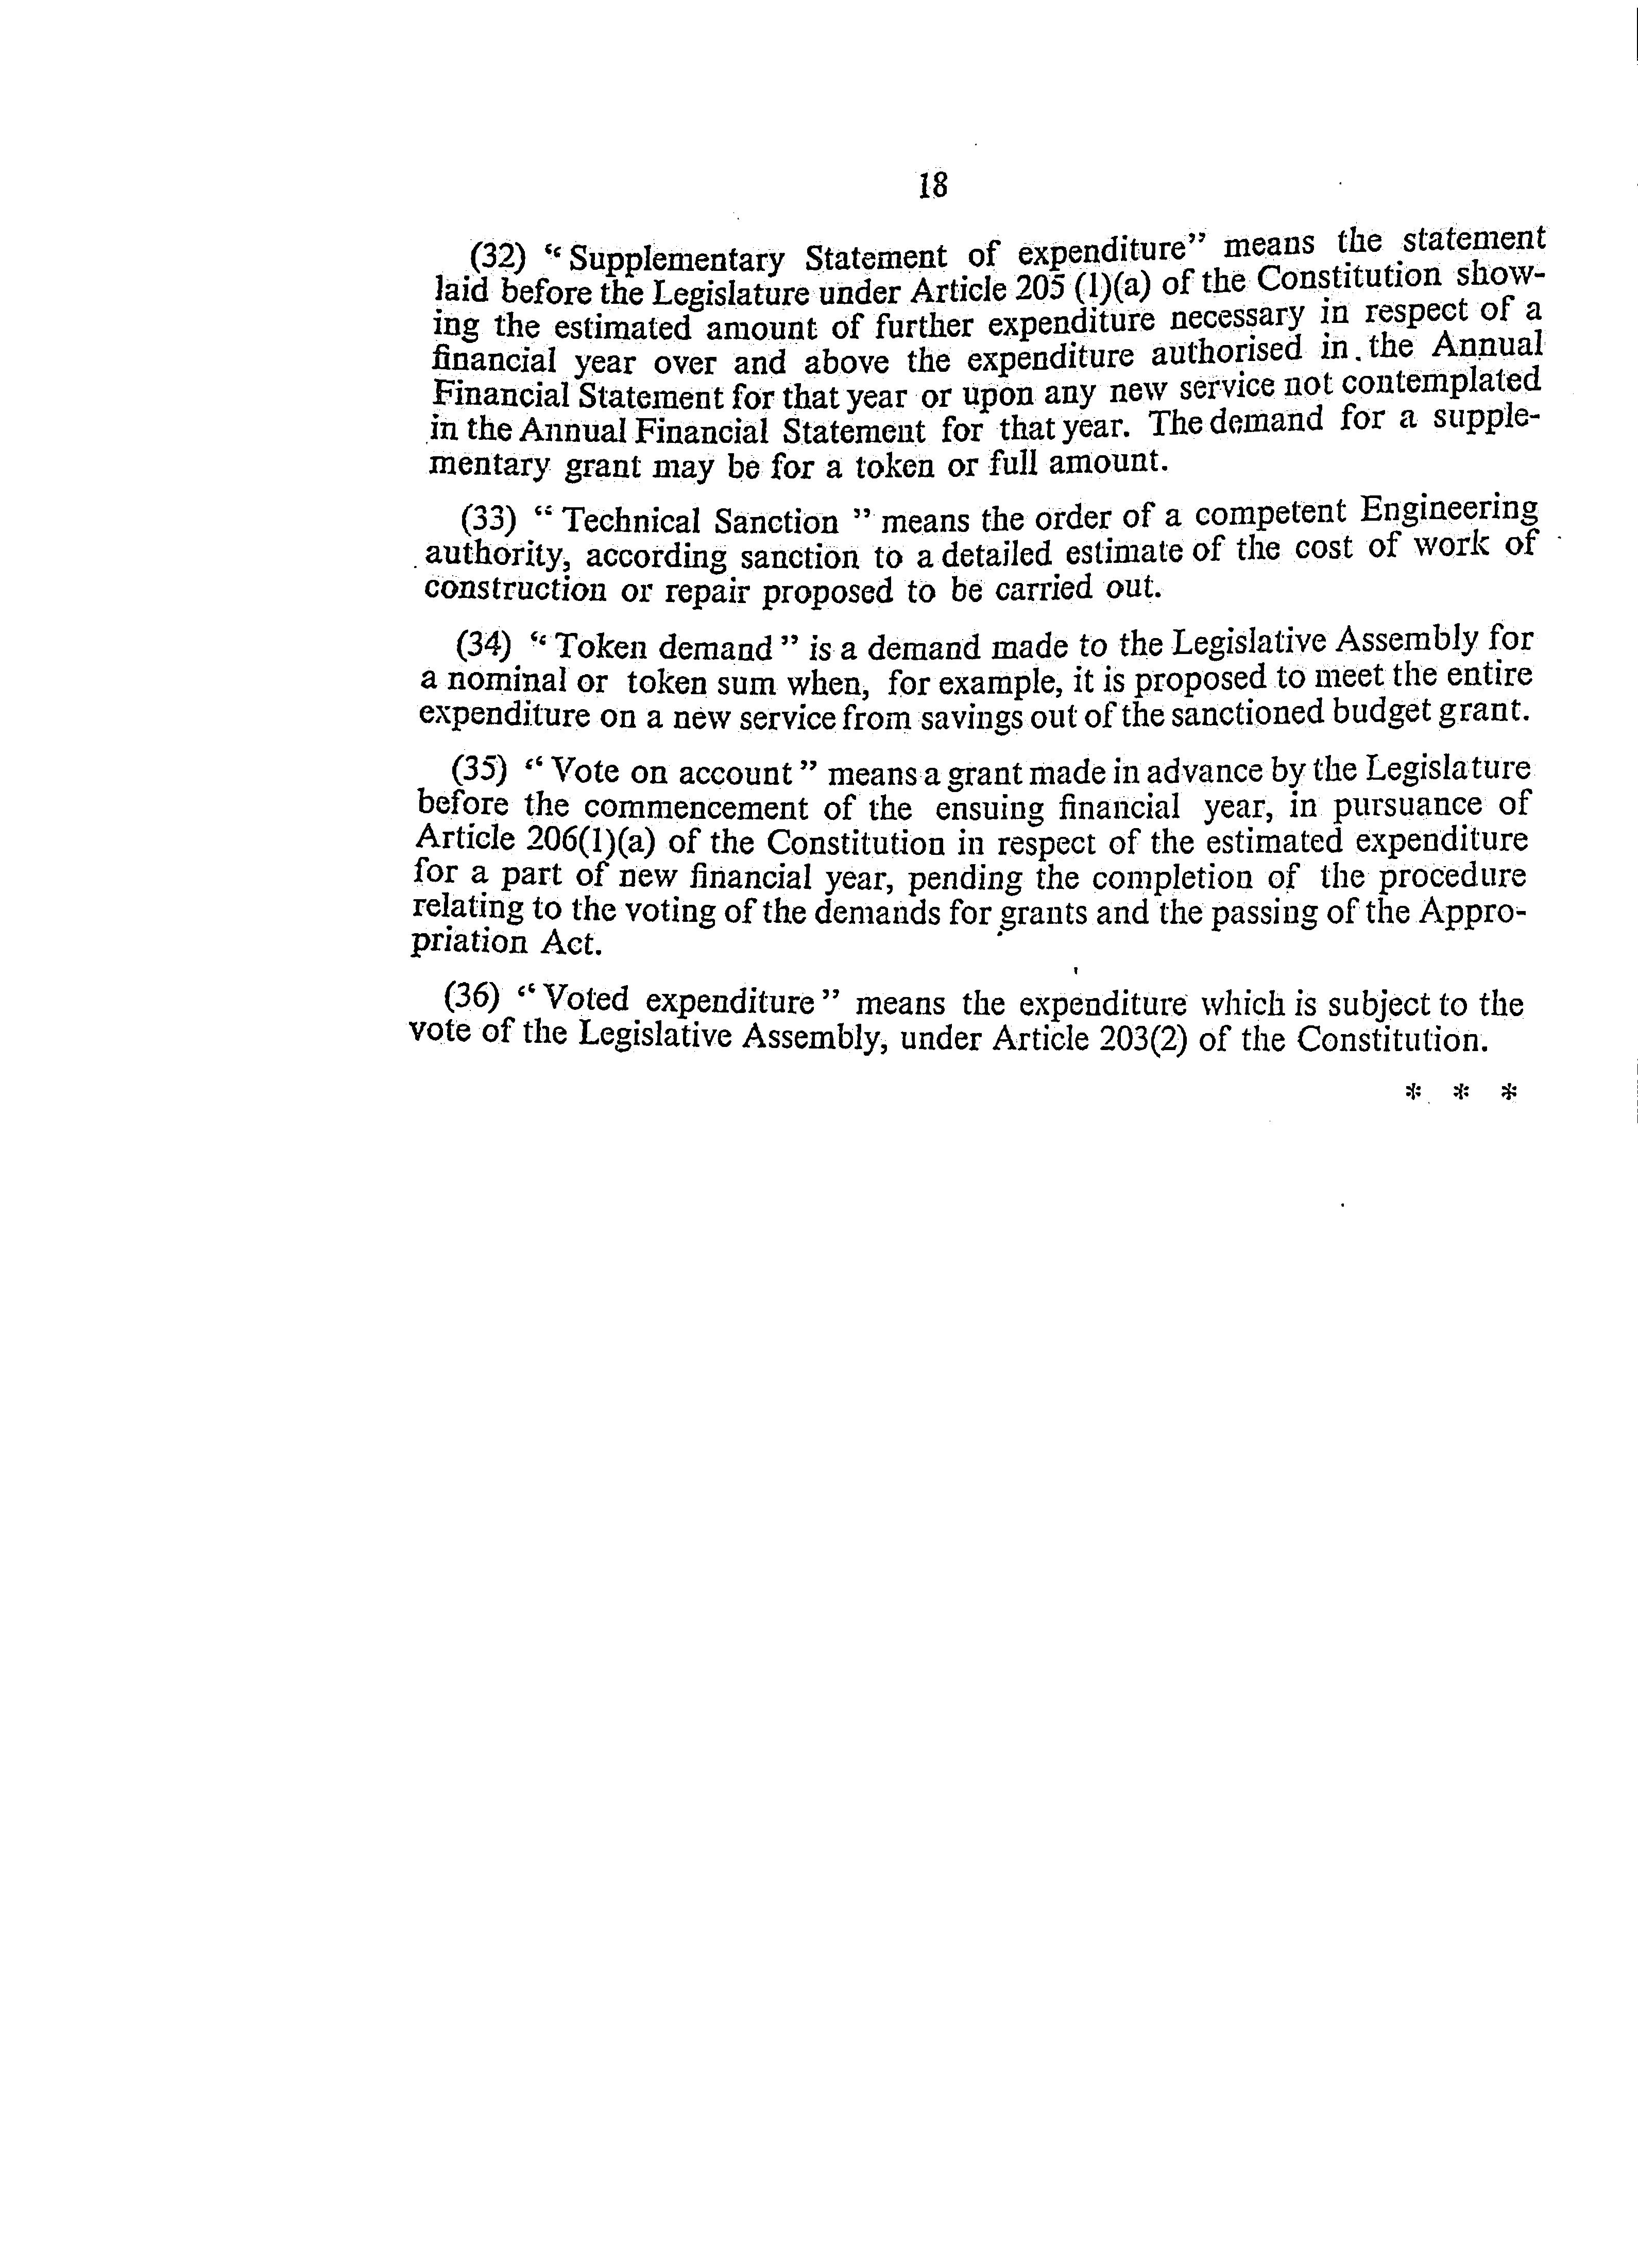 18
(32) “ Supplementary Statement of expenditure” means the statement
laid before the Legislature under Article 205 (1)(a) of the Constitution show-
ing the estimated amount of further expenditure necessary in respect of a
financial year over and above the expenditure authorised in the Annual
Financial Statement for that year or upon any new service not contemplated
in the Annual Financial Statement for that year. The demand for a supple-
mentary grant may be for a token or full amount.
(33) “ Technical Sanction ” means the order of a competent Engineering
authority, according sanction to a detailed estimate of the cost of work of
construction or repair proposed to be carried out.
(34) “ Token demand ” is a demand made to the Legislative Assembly for
a nominal or token sum when, for example, it is proposed to meet the entire
expenditure on a new service from savings out of the sanctioned budget grant.
(35) “ Vote on account ” means a grant made in advance by the Legislature
before the commencement of the ensuing financial year, in pursuance of
Article 206(1)(a) of the Constitution in respect of the estimated expenditure
for a part of new financial year, pending the completion of the procedure
relating to the voting of the demands for grants and the passing of the Appro-
priation Act.
(36) “ Voted expenditure ” means the expenditure which is subject to the
vote of the Legislative Assembly, under Article 203(2) of the Constitution.
* * *